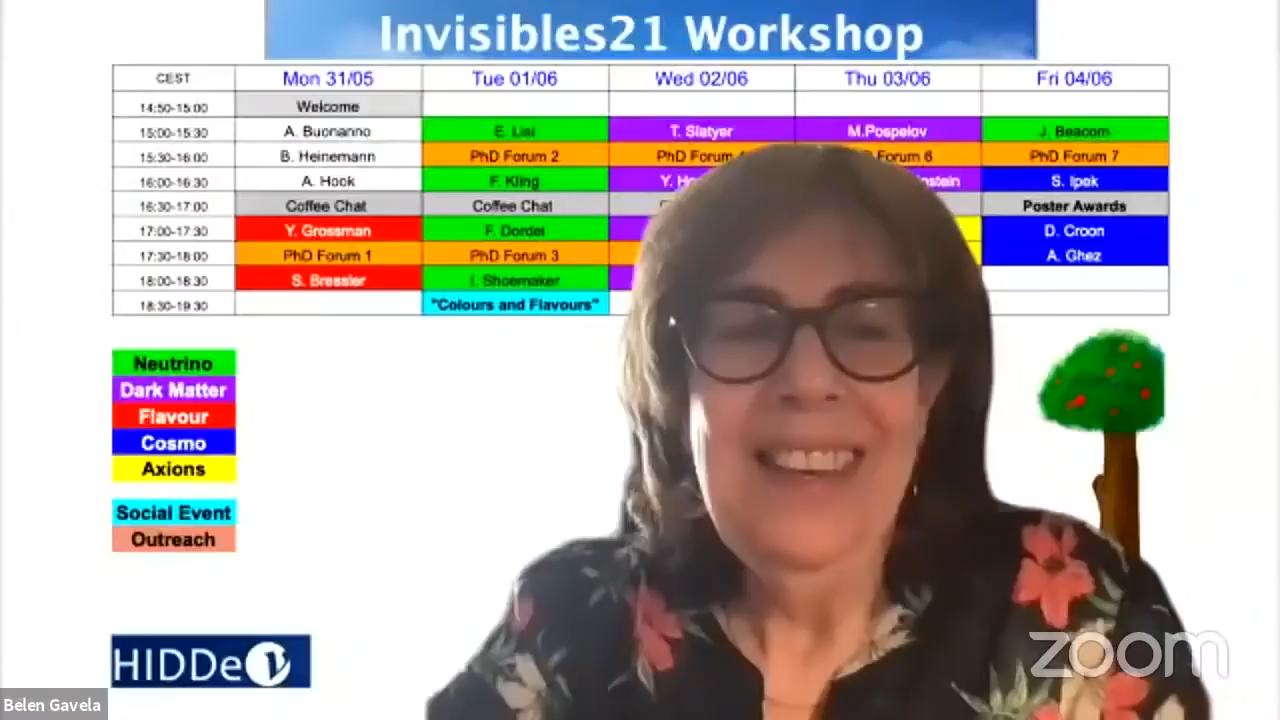 Invisibles21 Workshop
CEST Mon 31/05 Tue 01/06 Wed 02/06 Thu 03/06 Fri 04/06
14:50-15:00 Welcome
15:00-15:30 A. Buonanno E. Lisi T. Slatyer M.Pospelov J. Beacom
15:30-16:00 B. Heinemann PhD Forum 2 PhD Forum 6 PhD Forum 7
16:00-16:30 A. Hook F. Kling S. Ipek
16:30-17:00 Coffee Chat Coffee Chat Poster Awards
17:00-17:30 Y. Grossman F. Dordei D. Croon
17:30-18:00 PhD Forum 1 PhD Forum 3 A. Ghez
18:00-18:30 S. Bressler I. Shoemaker
18:30-19:30 "Colours and Flavours"
Neutrino
Dark Matter
Flavour
Cosmo
Axions
Social Event
Outreach
HIDDeν
zoom
Belen Gavela